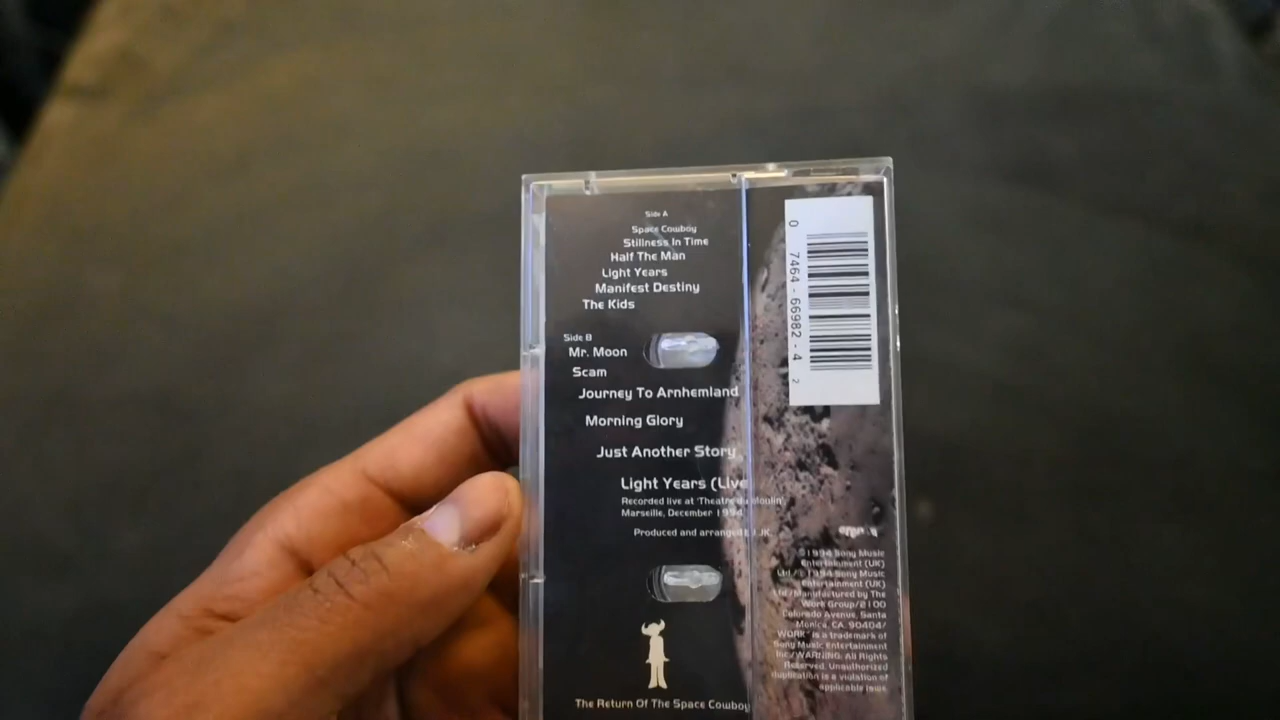 Side A
Space Cowboy
Stillness In Time
Half The Man
Light Years
Manifest Destiny
The Kids
Side B
Mr. Moon
Scam
Journey To Arnhemland
Morning Glory
Just Another Story
Light Years (Live
Recorded live at 'Theatre du Moulin'
Marseille, December 1994
Produced and arranged by JK.
The Return Of The Space Cowboy
0 7464 - 66982 - 4 2
©1994 Sony Music
Entertainment (UK)
Ltd./℗1994 Sony Music
Entertainment (UK)
Ltd./Manufactured by The
Work Group/2100
Colorado Avenue, Santa
Monica, CA. 90404/
WORK" is a trademark of
Sony Music Entertainment
Inc./WARNING: All Rights
Reserved. Unauthorized
duplication is a violation of
applicable laws.